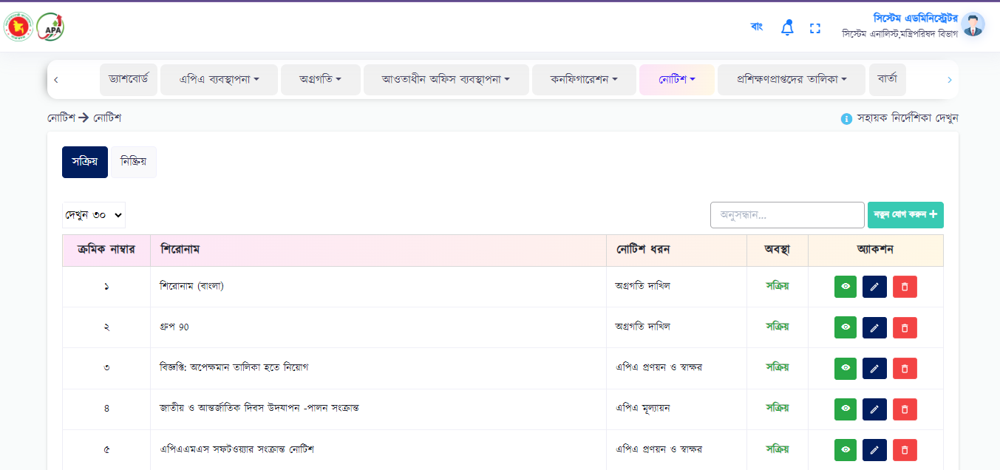 বাং
সিস্টেম এডমিনিস্ট্রেটর
সিস্টেম এনালিস্ট,মন্ত্রিপরিষদ বিভাগ
APA
ড্যাশবোর্ড এপিএ ব্যবস্থাপনা অগ্রগতি আওতাধীন অফিস ব্যবস্থাপনা কনফিগারেশন নোটিশ প্রশিক্ষণপ্রাপ্তদের তালিকা বার্তা
নোটিশ → নোটিশ সহায়ক নির্দেশিকা দেখুন
সক্রিয় নিষ্ক্রিয়
দেখুন ৩০ অনুসন্ধান... নতুন যোগ করুন +
ক্রমিক নাম্বার শিরোনাম নোটিশ ধরন অবস্থা অ্যাকশন
১ শিরোনাম (বাংলা) অগ্রগতি দাখিল সক্রিয়
২ গ্রুপ 90 অগ্রগতি দাখিল সক্রিয়
৩ বিজ্ঞপ্তি: অপেক্ষমান তালিকা হতে নিয়োগ এপিএ প্রণয়ন ও স্বাক্ষর সক্রিয়
৪ জাতীয় ও আন্তর্জাতিক দিবস উদযাপন -পালন সংক্রান্ত এপিএ মূল্যায়ন সক্রিয়
৫ এপিএএমএস সফটওয়্যার সংক্রান্ত নোটিশ এপিএ প্রণয়ন ও স্বাক্ষর সক্রিয়